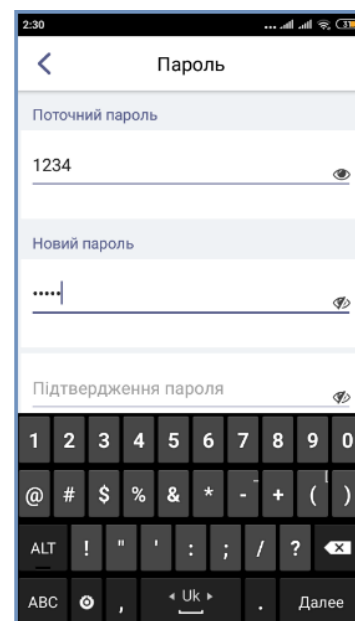 2:30
Пароль
Поточний пароль
1234
Новий пароль
•••••
Підтвердження пароля
1 2 3 4 5 6 7 8 9 0
@ # $ % & * - _ + ( [ )
ALT ! " ' : ; / ?
ABC , Uk . Далее